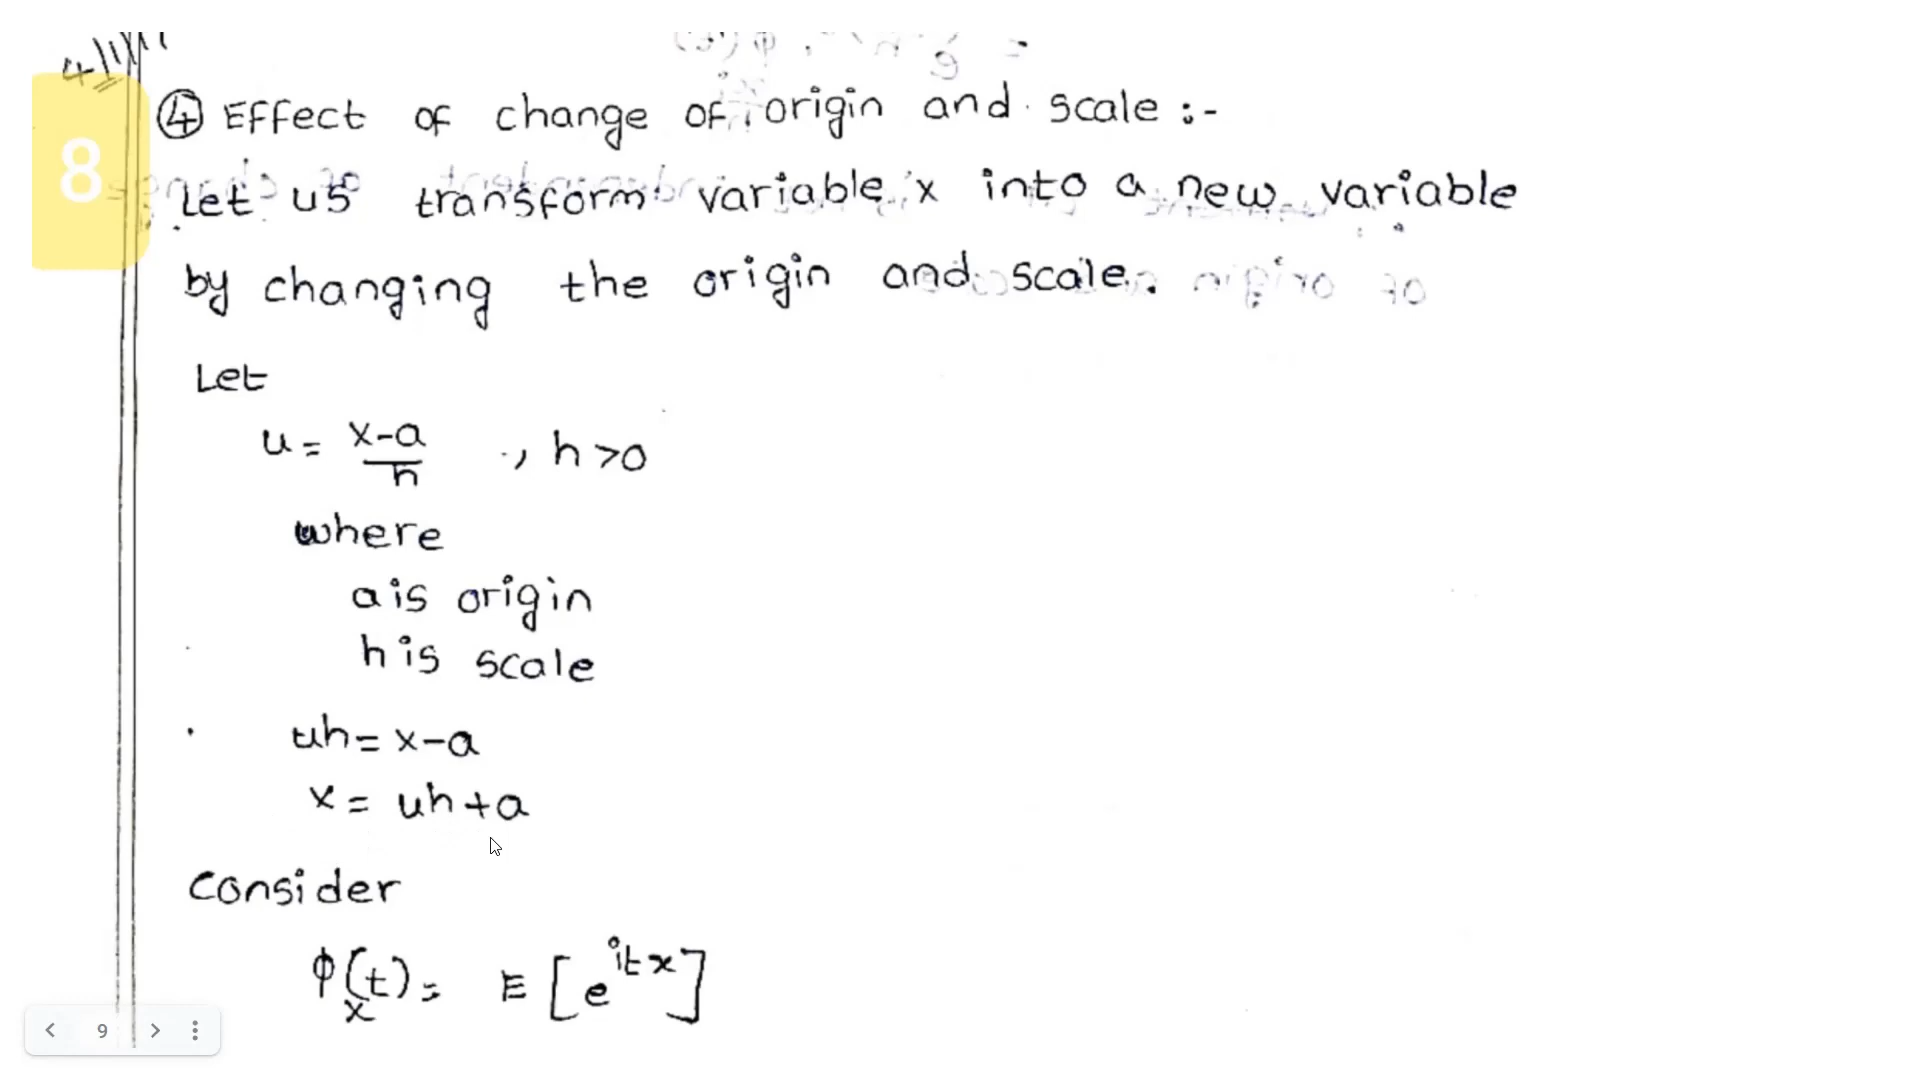 8
④ Effect of change of origin and scale :-
Let us transform variable x into a new variable
by changing the origin and scale.
Let
u = x-a/h , h >0
where
a is origin
h is scale
uh = x-a
x = uh+a
Consider
ϕ_x(t) = E [e^{itx}]
9